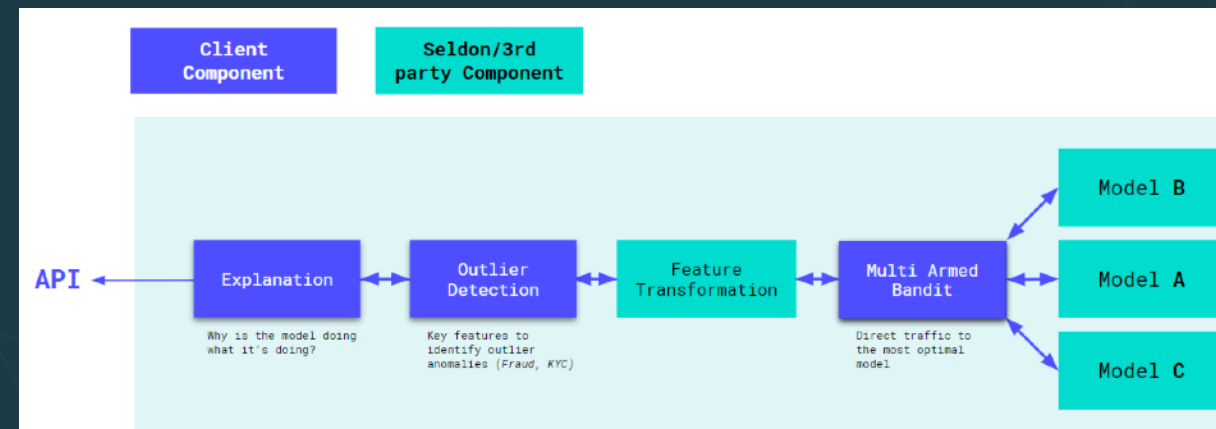 Client
Component
Seldon/3rd
party Component
Model B
API
Explanation
Outlier
Detection
Feature
Transformation
Multi Armed
Bandit
Model A
Why is the model doing
what it's doing?
Key features to
identify outlier
anomalies (Fraud, KYC)
Direct traffic to
the most optimal
model
Model C